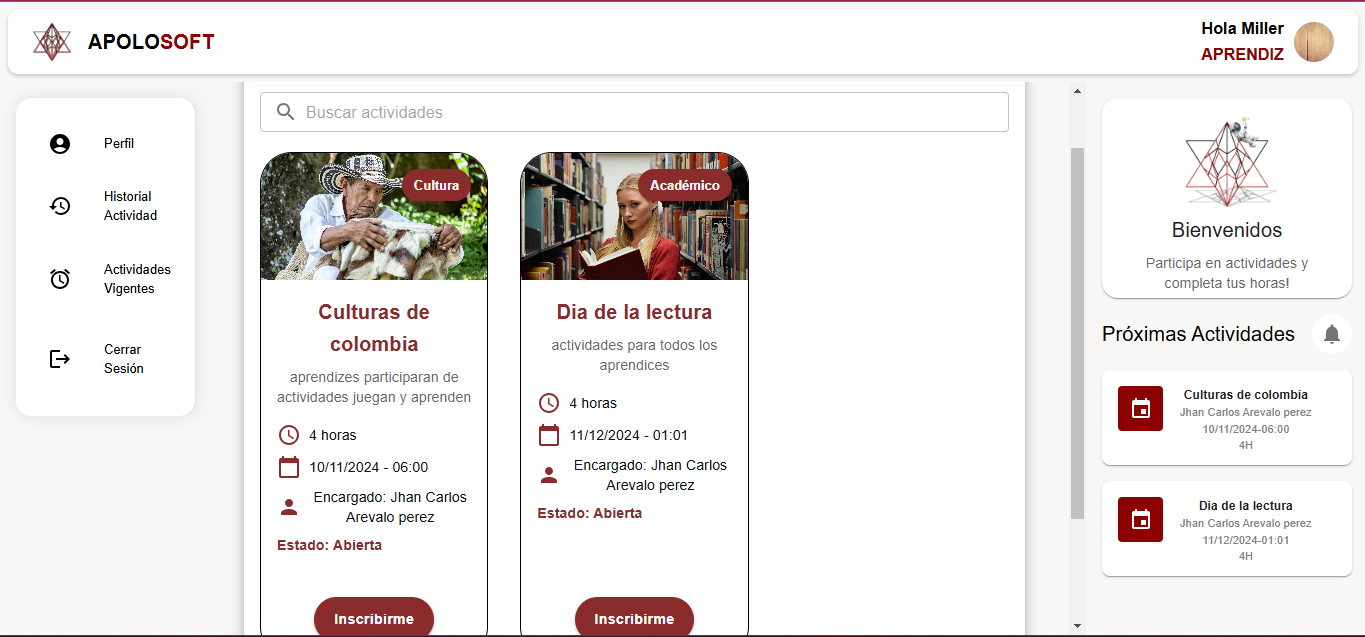 APOLOSOFT
Hola Miller
APRENDIZ
Perfil
Historial
Actividad
Actividades
Vigentes
Cerrar
Sesión
Buscar actividades
Cultura
Culturas de
colombia
aprendizes participaran de
actividades juegan y aprenden
4 horas
10/11/2024 - 06:00
Encargado: Jhan Carlos
Arevalo perez
Estado: Abierta
Inscribirme
Académico
Dia de la lectura
actividades para todos los
aprendices
4 horas
11/12/2024 - 01:01
Encargado: Jhan Carlos
Arevalo perez
Estado: Abierta
Inscribirme
Bienvenidos
Participa en actividades y
completa tus horas!
Próximas Actividades
Culturas de colombia
Jhan Carlos Arevalo perez
10/11/2024-06:00
4H
Dia de la lectura
Jhan Carlos Arevalo perez
11/12/2024-01:01
4H